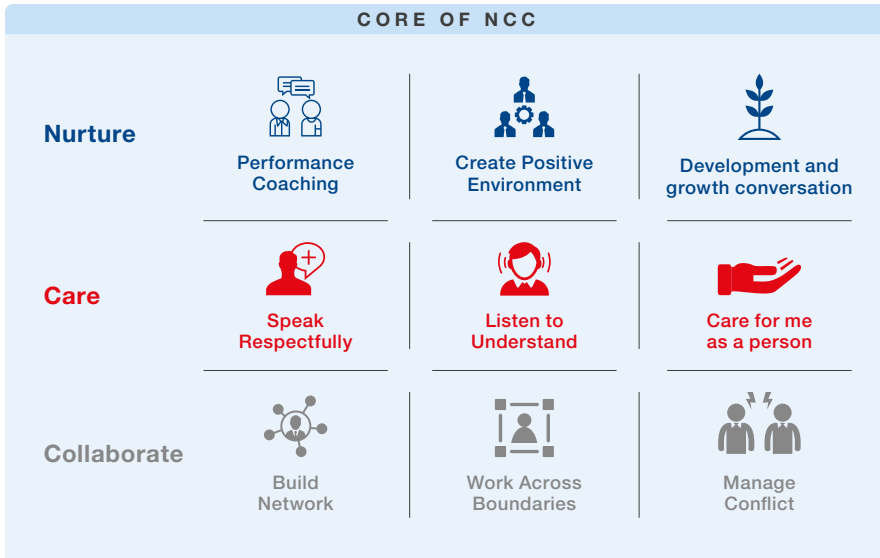 CORE OF NCC
Nurture
Performance
Coaching
Create Positive
Environment
Development and
growth conversation
Care
Speak
Respectfully
Listen to
Understand
Care for me
as a person
Collaborate
Build
Network
Work Across
Boundaries
Manage
Conflict